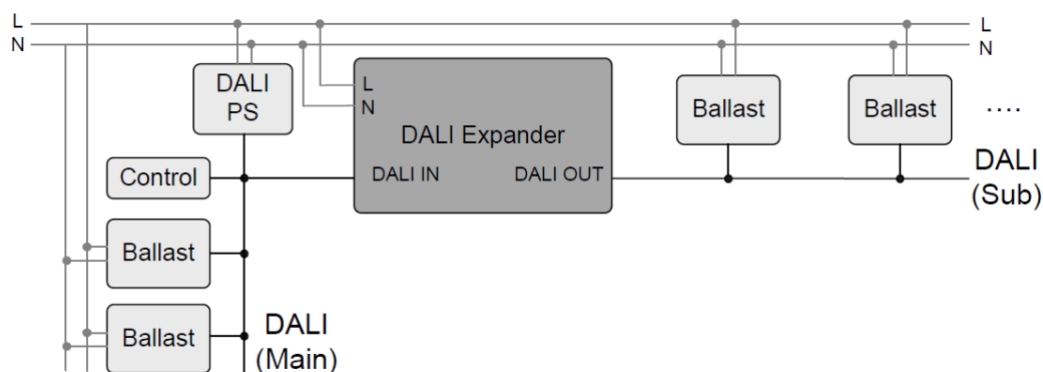 L
N
L
N
DALI
PS
L
N
DALI Expander
DALI IN
DALI OUT
Ballast
Ballast
....
DALI
(Sub)
Control
Ballast
Ballast
DALI
(Main)